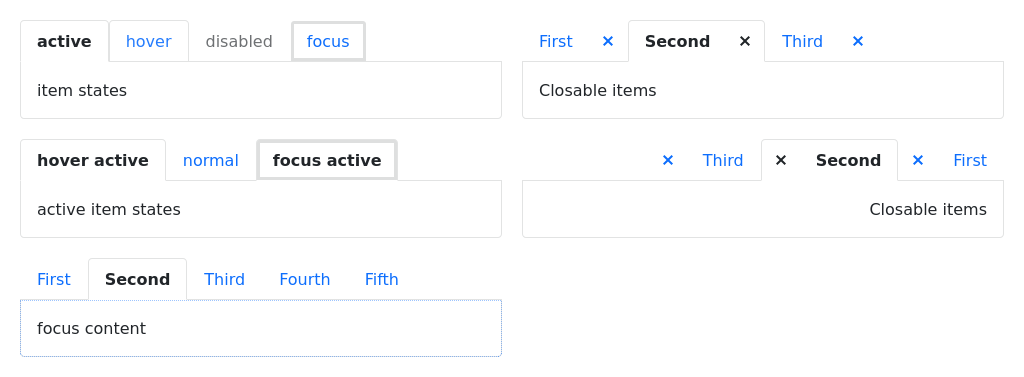 active hover disabled focus
item states
First × Second × Third ×
Closable items
hover active normal focus active
active item states
× Third × Second × First
Closable items
First Second Third Fourth Fifth
focus content